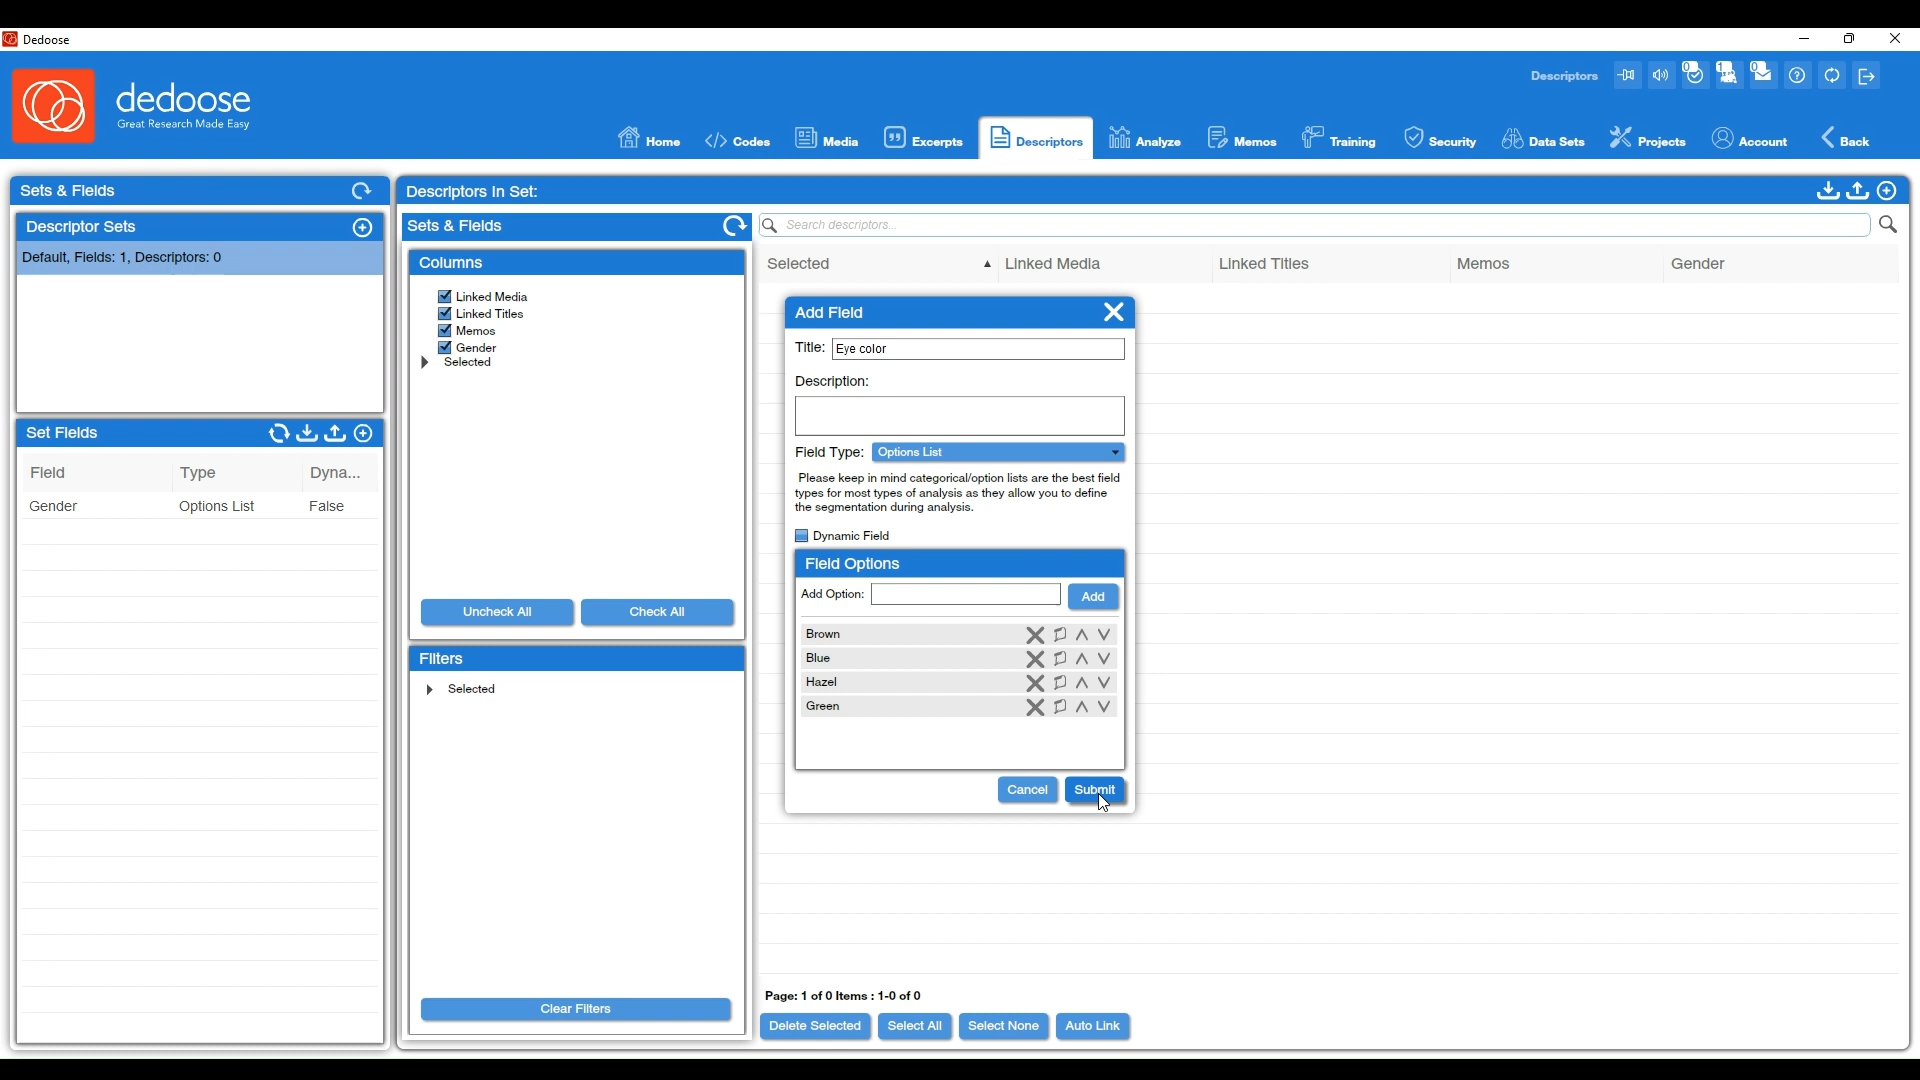 Dedoose
dedoose
Great Research Made Easy
Descriptors
0
1
0
Home
Codes
Media
Excerpts
Descriptors
Analyze
Memos
Training
Security
Data Sets
Projects
Account
Back
Sets & Fields
Descriptor Sets
Default, Fields: 1, Descriptors: 0
Set Fields
Field Type Dyna...
Gender Options List False
Descriptors In Set:
Sets & Fields
Columns
Linked Media
Linked Titles
Memos
Gender
Selected
Uncheck All
Check All
Filters
Selected
Clear Filters
Search descriptors...
Selected Linked Media Linked Titles Memos Gender
Add Field
Title: Eye color
Description:
Field Type: Options List
Please keep in mind categorical/option lists are the best field
types for most types of analysis as they allow you to define
the segmentation during analysis.
Dynamic Field
Field Options
Add Option: Add
Brown
Blue
Hazel
Green
Cancel
Submit
Page: 1 of 0 Items : 1-0 of 0
Delete Selected
Select All
Select None
Auto Link